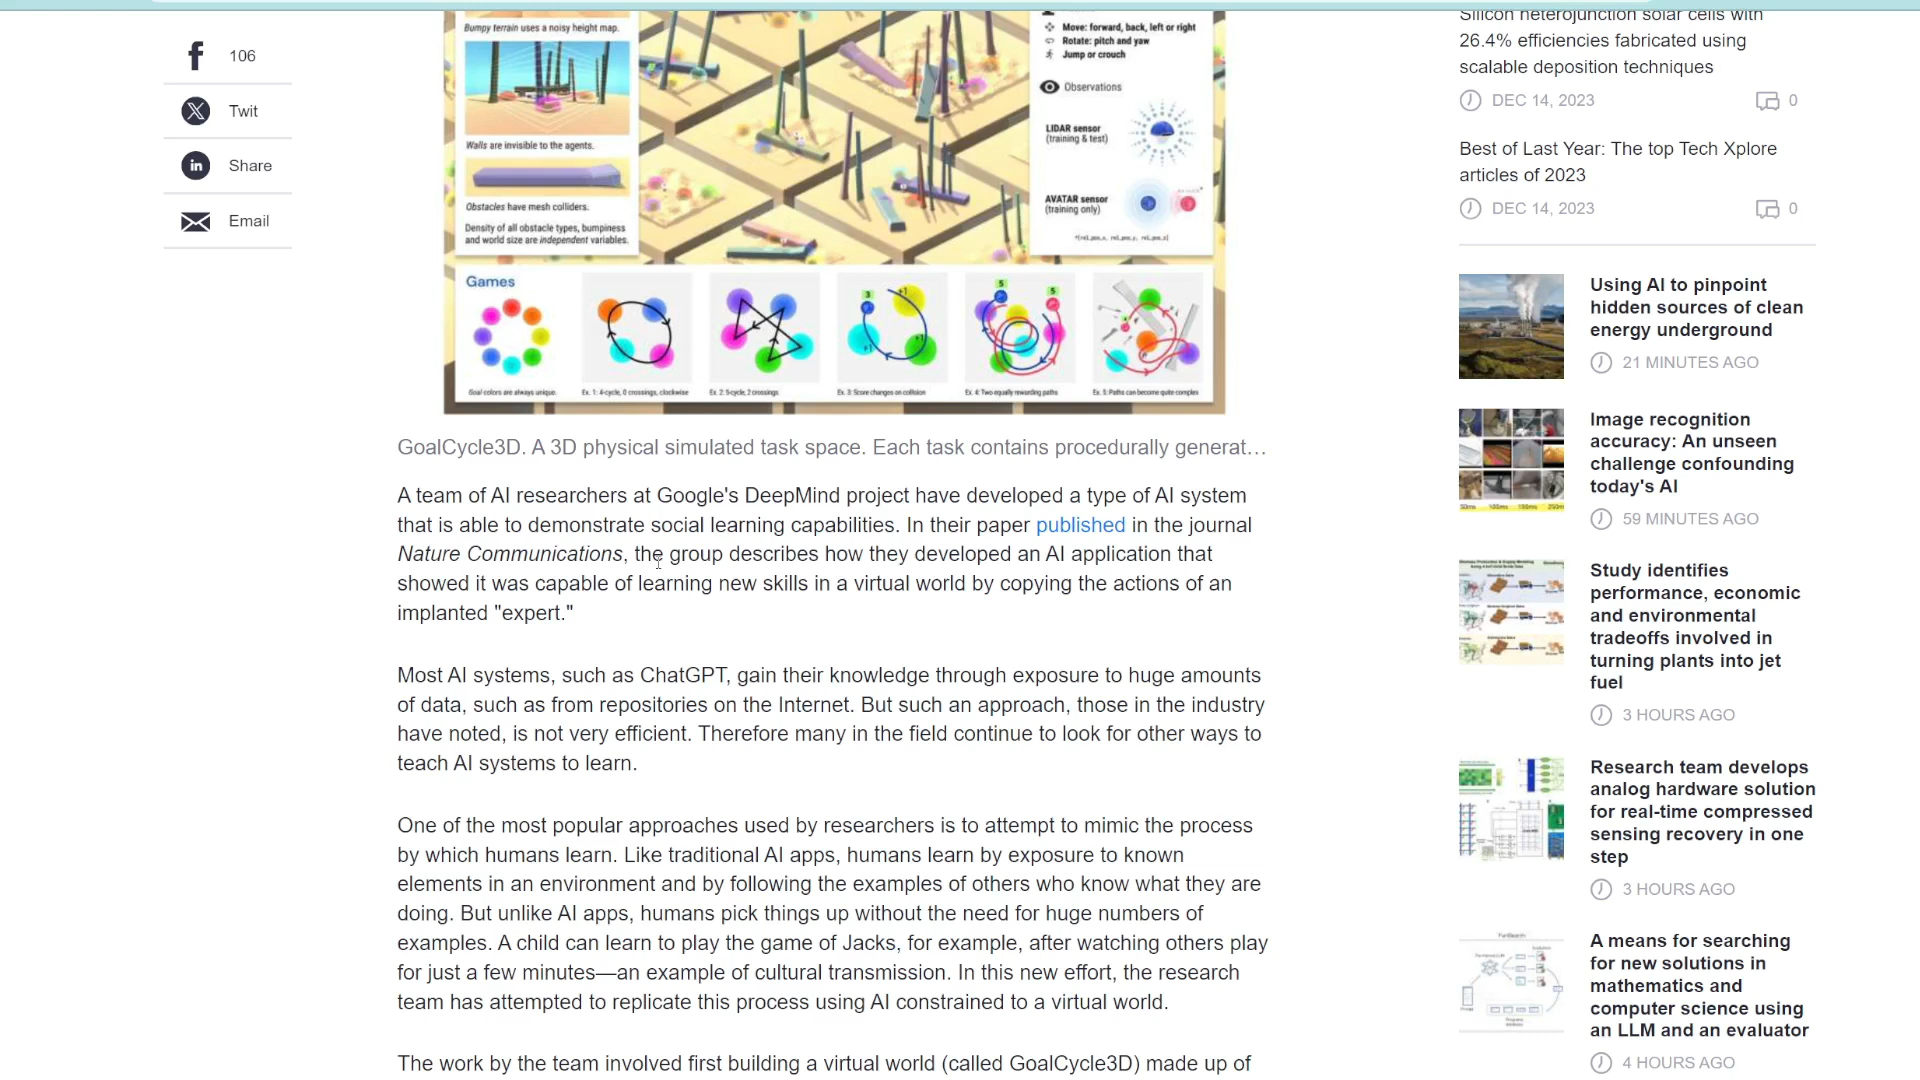 106
Twit
Share
Email
Bumpy terrain uses a noisy height map.
Walls are invisible to the agents.
Obstacles have mesh colliders.
Density of all obstacle types, bumpiness
and world size are independent variables.
Move: forward, back, left or right
Rotate: pitch and yaw
Jump or crouch
Observations
LIDAR sensor
(training & test)
AVATAR sensor
(training only)
Games
Goal colors are always unique.
Ex. 1: 4-cycle, 0 crossings, clockwise
Ex. 2: 5-cycle, 2 crossings
3
+1
+1
+1
Ex. 3: Score changes on collision
5
5
Ex. 4: Two equally rewarding paths
Ex. 5: Paths can become quite complex
GoalCycle3D. A 3D physical simulated task space. Each task contains procedurally generat…
A team of AI researchers at Google's DeepMind project have developed a type of AI system
that is able to demonstrate social learning capabilities. In their paper published in the journal
Nature Communications, the group describes how they developed an AI application that
showed it was capable of learning new skills in a virtual world by copying the actions of an
implanted "expert."
Most AI systems, such as ChatGPT, gain their knowledge through exposure to huge amounts
of data, such as from repositories on the Internet. But such an approach, those in the industry
have noted, is not very efficient. Therefore many in the field continue to look for other ways to
teach AI systems to learn.
One of the most popular approaches used by researchers is to attempt to mimic the process
by which humans learn. Like traditional AI apps, humans learn by exposure to known
elements in an environment and by following the examples of others who know what they are
doing. But unlike AI apps, humans pick things up without the need for huge numbers of
examples. A child can learn to play the game of Jacks, for example, after watching others play
for just a few minutes—an example of cultural transmission. In this new effort, the research
team has attempted to replicate this process using AI constrained to a virtual world.
The work by the team involved first building a virtual world (called GoalCycle3D) made up of
Silicon heterojunction solar cells with
26.4% efficiencies fabricated using
scalable deposition techniques
DEC 14, 2023
0
Best of Last Year: The top Tech Xplore
articles of 2023
DEC 14, 2023
0
Using AI to pinpoint
hidden sources of clean
energy underground
21 MINUTES AGO
50ms 100ms 150ms 250ms
Image recognition
accuracy: An unseen
challenge confounding
today's AI
59 MINUTES AGO
Study identifies
performance, economic
and environmental
tradeoffs involved in
turning plants into jet
fuel
3 HOURS AGO
Research team develops
analog hardware solution
for real-time compressed
sensing recovery in one
step
3 HOURS AGO
FunSearch
A means for searching
for new solutions in
mathematics and
computer science using
an LLM and an evaluator
4 HOURS AGO